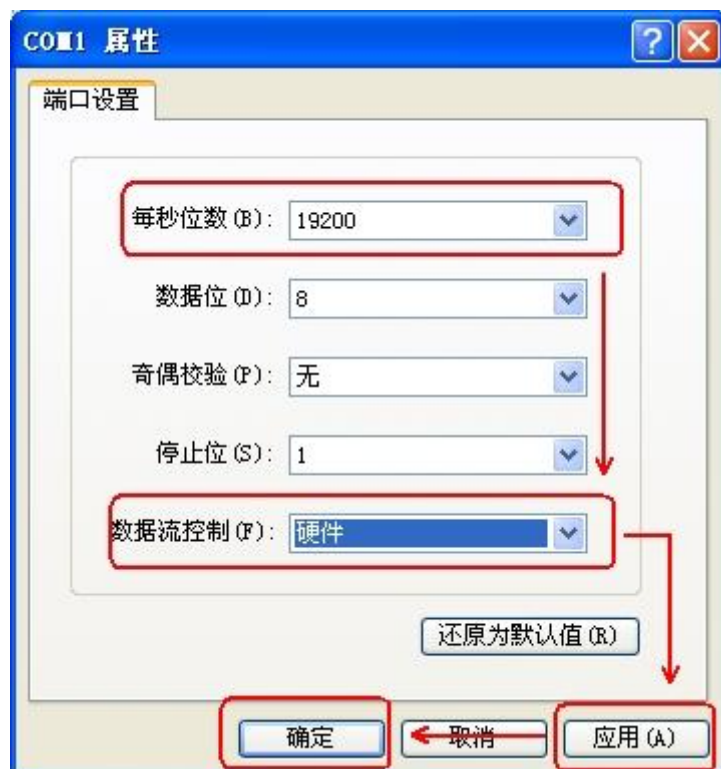 COM1 属性
端口设置
每秒位数(B): 19200
数据位(D): 8
奇偶校验(P): 无
停止位(S): 1
数据流控制(F): 硬件
还原为默认值(R)
确定 取消 应用(A)